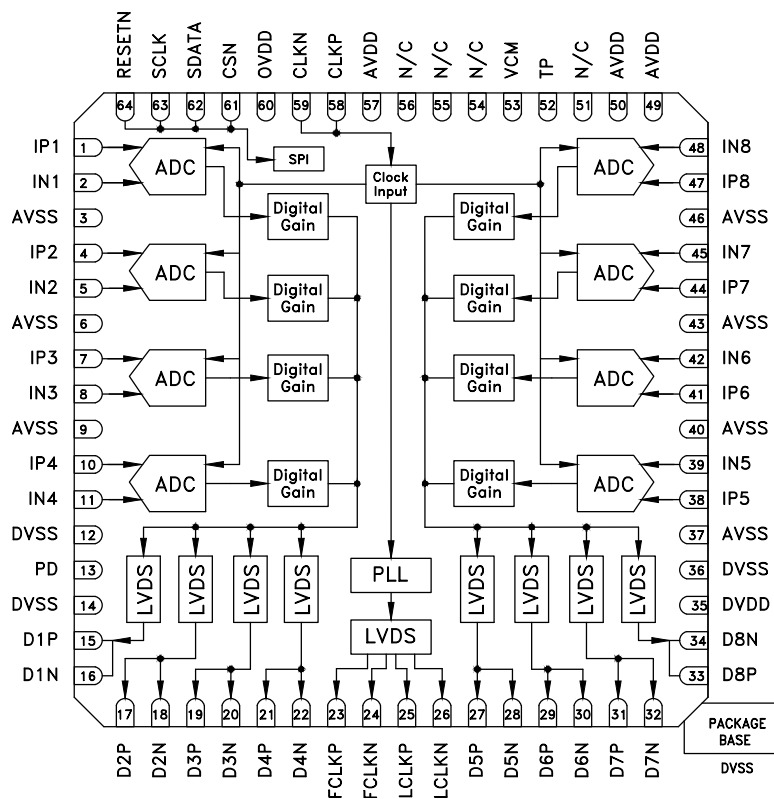 RESETN SCLK SDATA CSN OVDD CLKN CLKP AVDD N/C N/C N/C VCM TP N/C AVDD AVDD
64 63 62 61 60 59 58 57 56 55 54 53 52 51 50 49
IP1 1 48 IN8
ADC SPI ADC
IN1 2 Clock 47 IP8
Input
AVSS 3 Digital Digital 46 AVSS
Gain Gain
IP2 4 45 IN7
ADC ADC
IN2 5 Digital Digital 44 IP7
Gain Gain
AVSS 6 43 AVSS
IP3 7 42 IN6
ADC Digital Digital ADC
Gain Gain
IN3 8 41 IP6
AVSS 9 40 AVSS
IP4 10 39 IN5
ADC Digital Digital ADC
Gain Gain
IN4 11 38 IP5
DVSS 12 37 AVSS
PD 13 LVDS LVDS LVDS LVDS PLL LVDS LVDS LVDS LVDS 36 DVSS
DVSS 14 35 DVDD
D1P 15 LVDS 34 D8N
D1N 16 33 D8P
17 18 19 20 21 22 23 24 25 26 27 28 29 30 31 32
D2P D2N D3P D3N D4P D4N FCLKP FCLKN LCLKP LCLKN D5P D5N D6P D6N D7P D7N
PACKAGE
BASE
DVSS